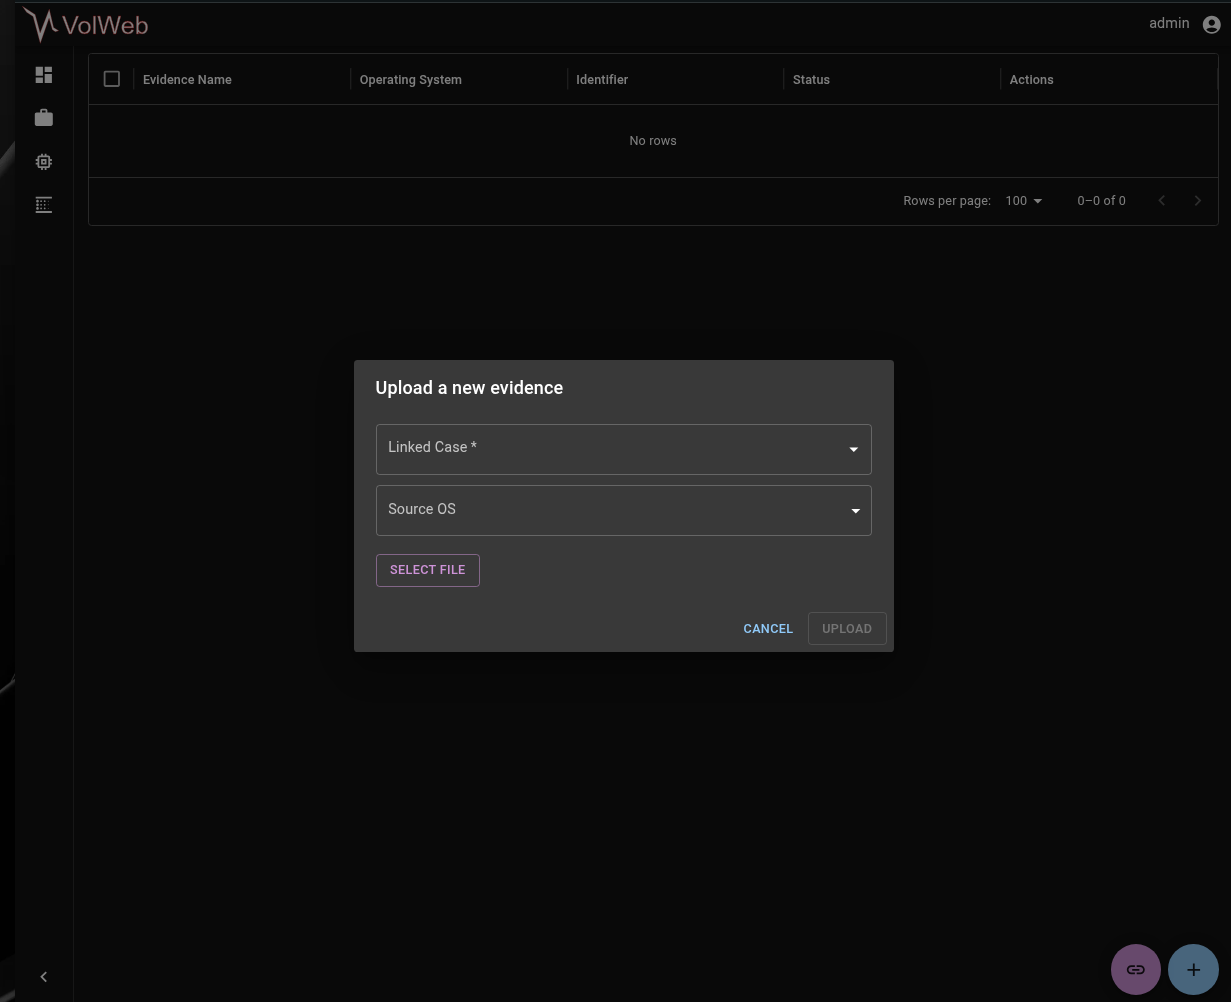 VolWeb
admin
Evidence Name Operating System Identifier Status Actions
No rows
Rows per page: 100 0–0 of 0
Upload a new evidence
Linked Case *
Source OS
SELECT FILE
CANCEL UPLOAD